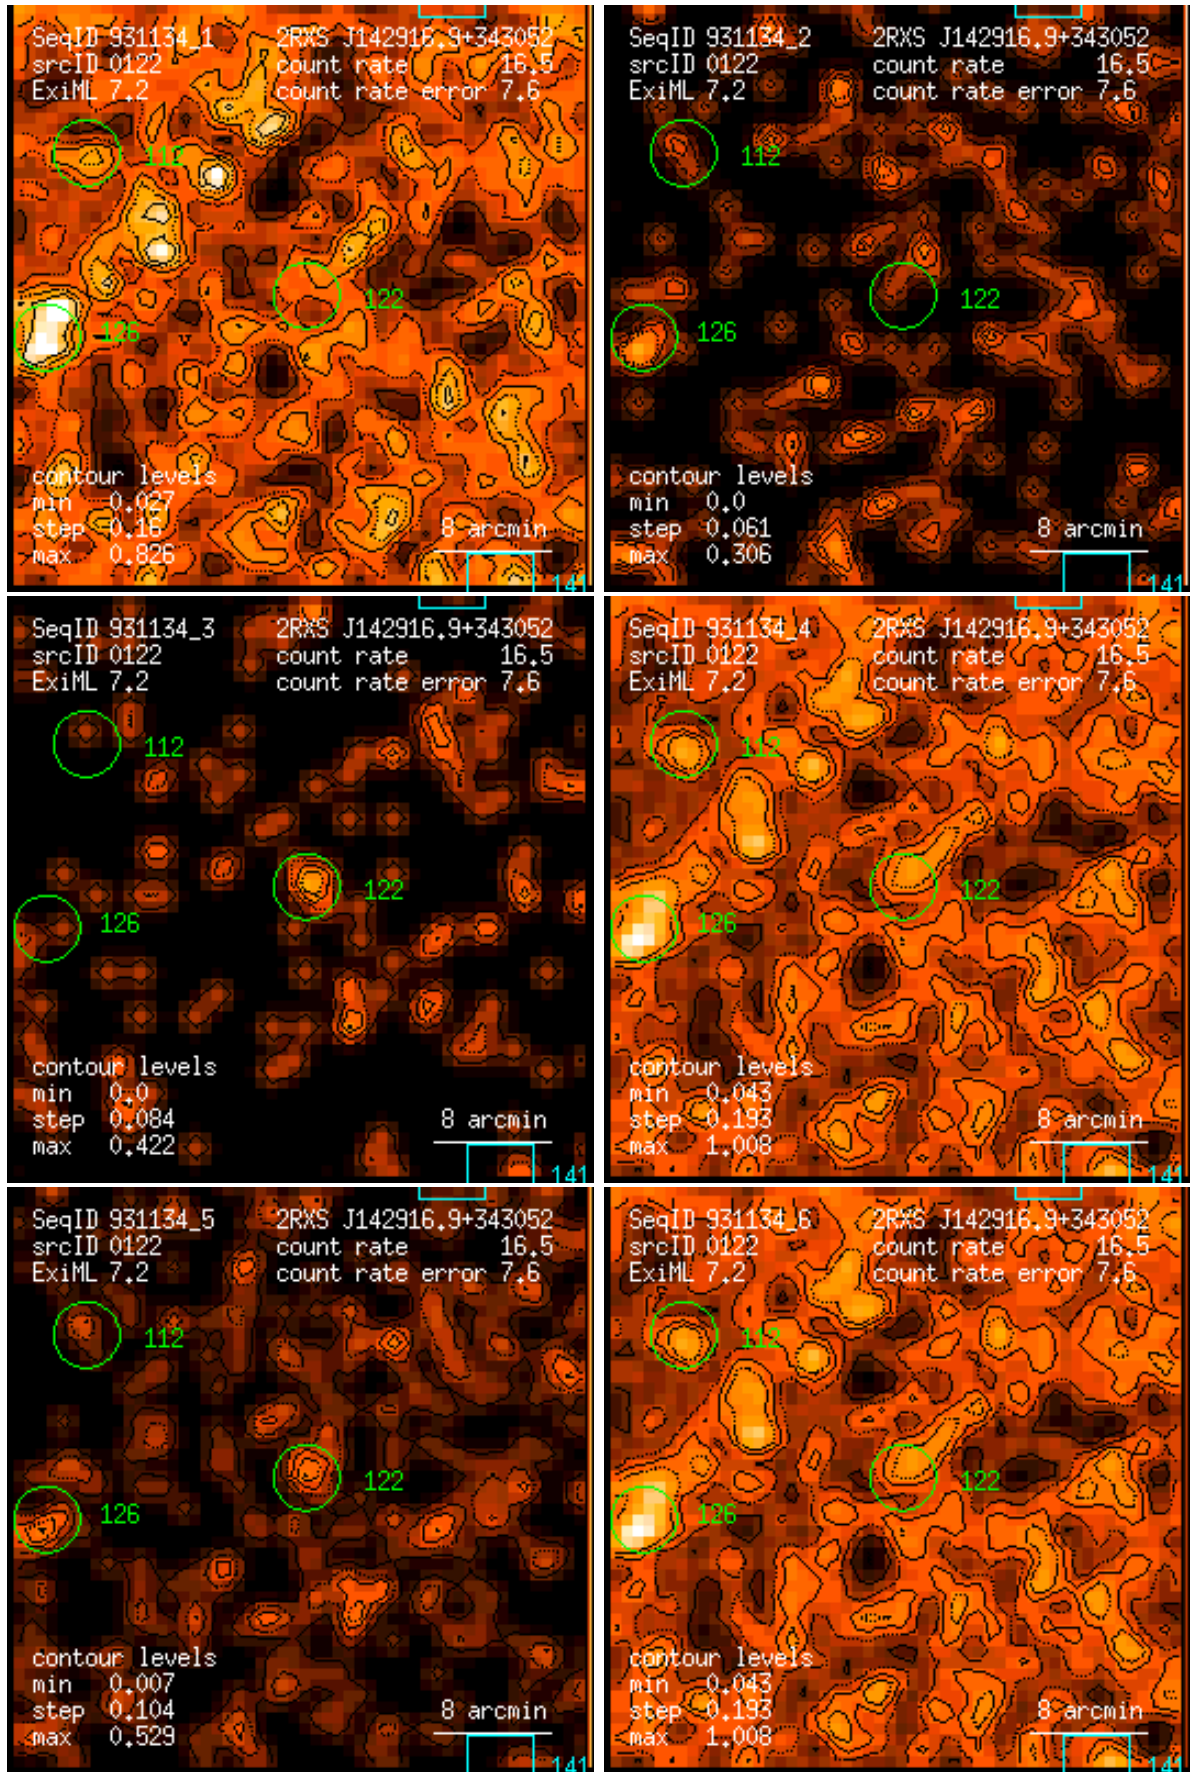 SeqID 931134_1 2RXS J142916.9+343052
srcID 0122 count rate 16.5
ExiML 7.2 count rate error 7.6
112
122
126
contour levels
min 0.027
step 0.16
max 0.826
8 arcmin
141
SeqID 931134_2 2RXS J142916.9+343052
srcID 0122 count rate 16.5
ExiML 7.2 count rate error 7.6
112
122
126
contour levels
min 0.0
step 0.061
max 0.306
8 arcmin
141
SeqID 931134_3 2RXS J142916.9+343052
srcID 0122 count rate 16.5
ExiML 7.2 count rate error 7.6
112
122
126
contour levels
min 0.0
step 0.084
max 0.422
8 arcmin
141
SeqID 931134_4 2RXS J142916.9+343052
srcID 0122 count rate 16.5
ExiML 7.2 count rate error 7.6
112
122
126
contour levels
min 0.043
step 0.193
max 1.008
8 arcmin
141
SeqID 931134_5 2RXS J142916.9+343052
srcID 0122 count rate 16.5
ExiML 7.2 count rate error 7.6
112
122
126
contour levels
min 0.007
step 0.104
max 0.529
8 arcmin
141
SeqID 931134_6 2RXS J142916.9+343052
srcID 0122 count rate 16.5
ExiML 7.2 count rate error 7.6
112
122
126
contour levels
min 0.043
step 0.193
max 1.008
8 arcmin
141